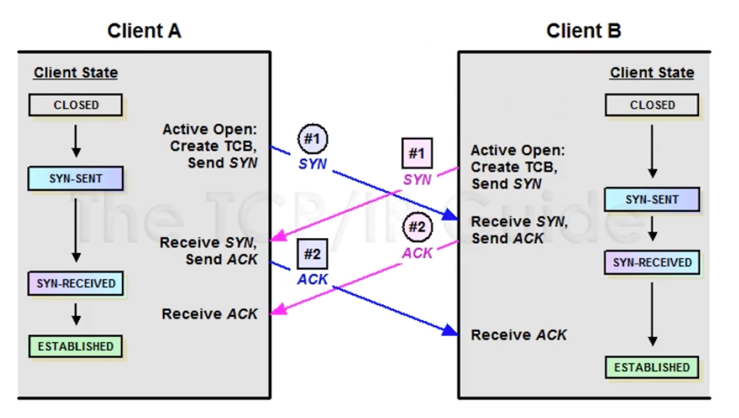 Client A
Client B
Client State
CLOSED
SYN-SENT
SYN-RECEIVED
ESTABLISHED
Active Open:
Create TCB,
Send SYN
Receive SYN,
Send ACK
Receive ACK
#1
SYN
#1
SYN
#2
ACK
#2
ACK
Client State
CLOSED
SYN-SENT
SYN-RECEIVED
ESTABLISHED
Active Open:
Create TCB,
Send SYN
Receive SYN,
Send ACK
Receive ACK
The TCP/IP Guide